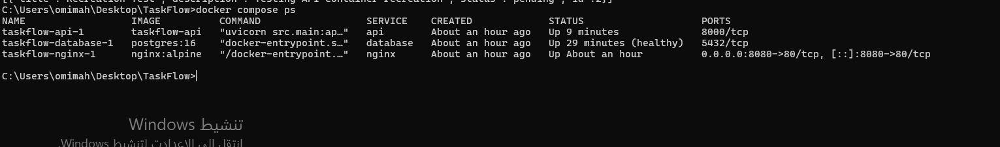 [{"title":"Recreation Test","description":"Testing API container recreation","status":"pending","id":2}]
C:\Users\omimah\Desktop\TaskFlow>docker compose ps
NAME IMAGE COMMAND SERVICE CREATED STATUS PORTS
taskflow-api-1 taskflow-api "uvicorn src.main:ap…" api About an hour ago Up 9 minutes 8000/tcp
taskflow-database-1 postgres:16 "docker-entrypoint.s…" database About an hour ago Up 29 minutes (healthy) 5432/tcp
taskflow-nginx-1 nginx:alpine "/docker-entrypoint.…" nginx About an hour ago Up About an hour 0.0.0.0:8080->80/tcp, [::]:8080->80/tcp
C:\Users\omimah\Desktop\TaskFlow>
تنشيط Windows
انتقل إلى الإعدادات لتنشيط Windows.